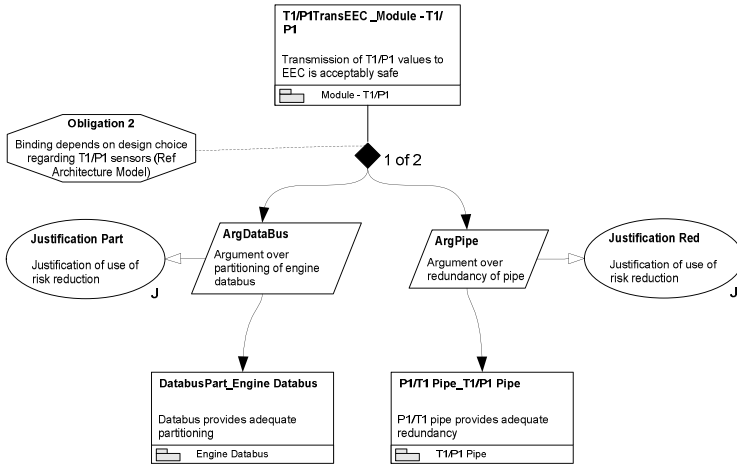 T1/P1TransEEC _Module - T1/
P1
Transmission of T1/P1 values to
EEC is acceptably safe
Module - T1/P1
Obligation 2
Binding depends on design choice
regarding T1/P1 sensors (Ref
Architecture Model)
1 of 2
ArgDataBus
Argument over
partitioning of engine
databus
ArgPipe
Argument over
redundancy of pipe
Justification Part
Justification of use of
risk reduction
J
Justification Red
Justification of use of
risk reduction
J
DatabusPart_Engine Databus
Databus provides adequate
partitioning
Engine Databus
P1/T1 Pipe_T1/P1 Pipe
P1/T1 pipe provides adequate
redundancy
T1/P1 Pipe